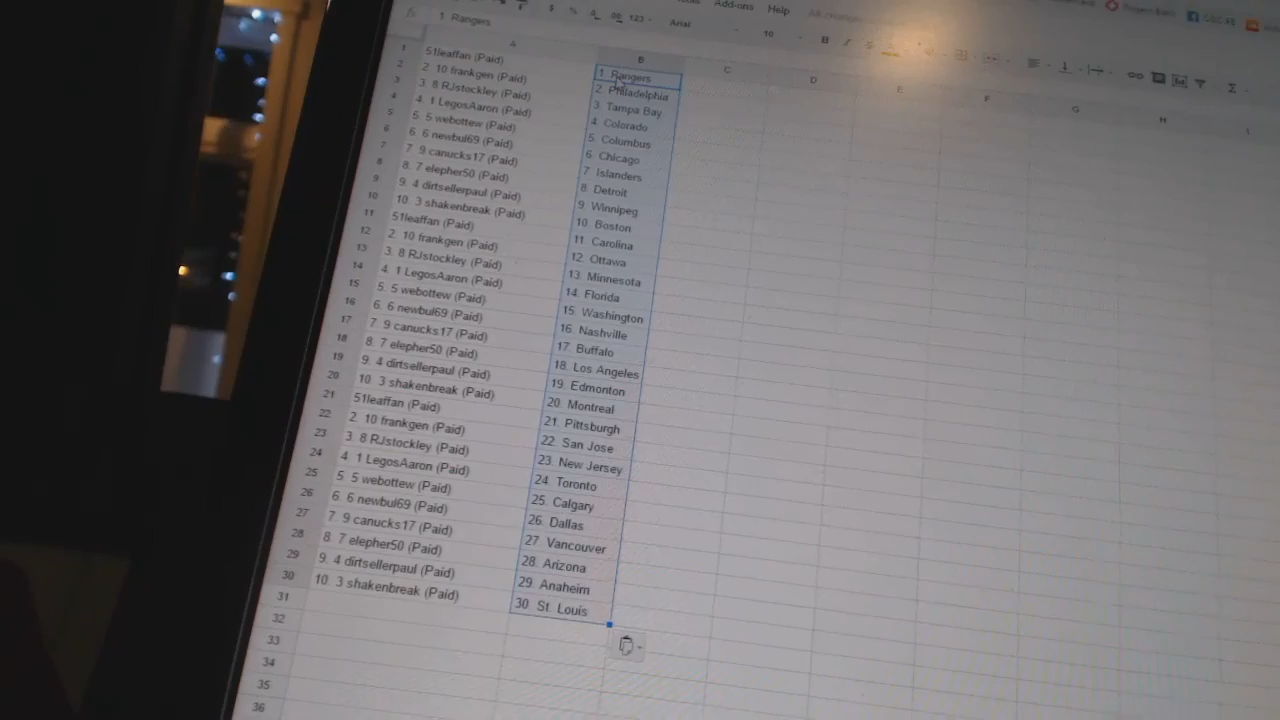 Add-ons Help
$ % .0 .00 123 Arial 10 B
fx 1 Rangers
A B C D E F G H
1 51leaffan (Paid) 1. Rangers
2 2. 10 frankgen (Paid) 2. Philadelphia
3 3. 8 RJstockley (Paid) 3. Tampa Bay
4 4. 1 LegosAaron (Paid) 4. Colorado
5 5. 5 webottew (Paid) 5. Columbus
6 6. 6 newbul69 (Paid) 6. Chicago
7 7. 9 canucks17 (Paid) 7. Islanders
8 8. 7 elepher50 (Paid) 8. Detroit
9 9. 4 dirtsellerpaul (Paid) 9. Winnipeg
10 10. 3 shakenbreak (Paid) 10. Boston
11 51leaffan (Paid) 11. Carolina
12 2. 10 frankgen (Paid) 12. Ottawa
13 3. 8 RJstockley (Paid) 13. Minnesota
14 4. 1 LegosAaron (Paid) 14. Florida
15 5. 5 webottew (Paid) 15. Washington
16 6. 6 newbul69 (Paid) 16. Nashville
17 7. 9 canucks17 (Paid) 17. Buffalo
18 8. 7 elepher50 (Paid) 18. Los Angeles
19 9. 4 dirtsellerpaul (Paid) 19. Edmonton
20 10. 3 shakenbreak (Paid) 20. Montreal
21 51leaffan (Paid) 21. Pittsburgh
22 2. 10 frankgen (Paid) 22. San Jose
23 3. 8 RJstockley (Paid) 23. New Jersey
24 4. 1 LegosAaron (Paid) 24. Toronto
25 5. 5 webottew (Paid) 25. Calgary
26 6. 6 newbul69 (Paid) 26. Dallas
27 7. 9 canucks17 (Paid) 27. Vancouver
28 8. 7 elepher50 (Paid) 28. Arizona
29 9. 4 dirtsellerpaul (Paid) 29. Anaheim
30 10. 3 shakenbreak (Paid) 30. St. Louis
31
32
33
34
35
36